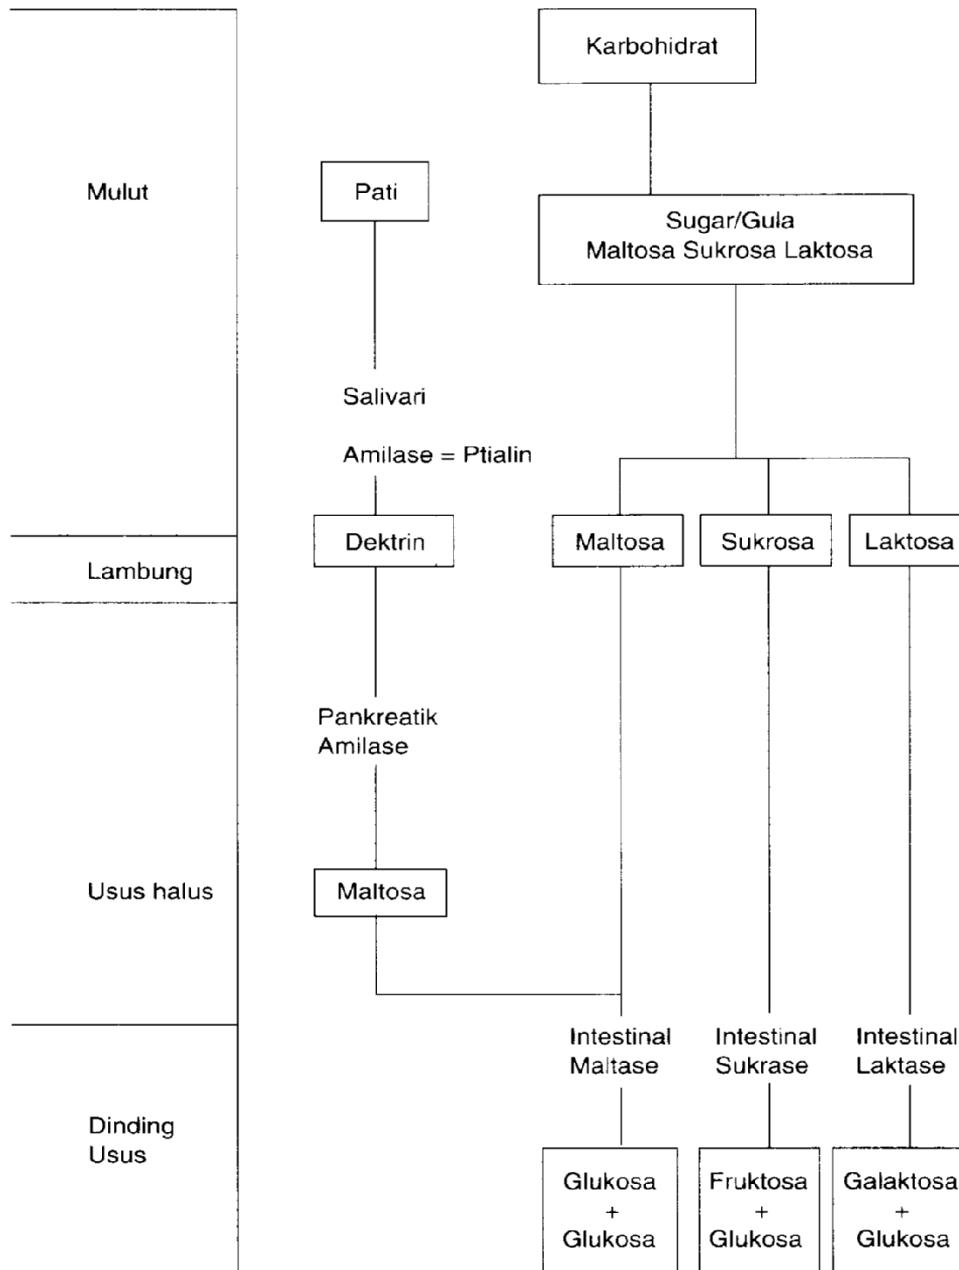 Karbohidrat
Mulut
Pati
Sugar/Gula
Maltosa Sukrosa Laktosa
Salivari
Amilase = Ptialin
Dektrin
Maltosa
Sukrosa
Laktosa
Lambung
Pankreatik
Amilase
Usus halus
Maltosa
Intestinal
Maltase
Intestinal
Sukrase
Intestinal
Laktase
Dinding
Usus
Glukosa
+
Glukosa
Fruktosa
+
Glukosa
Galaktosa
+
Glukosa